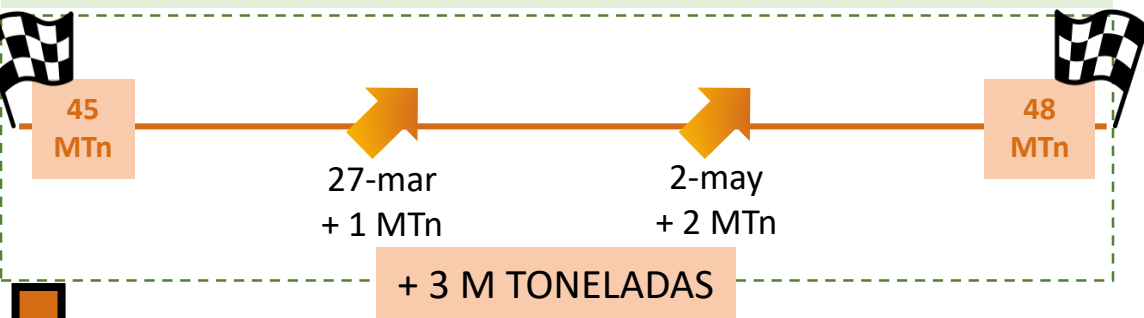 45
MTn
48
MTn
27-mar
+ 1 MTn
2-may
+ 2 MTn
+ 3 M TONELADAS